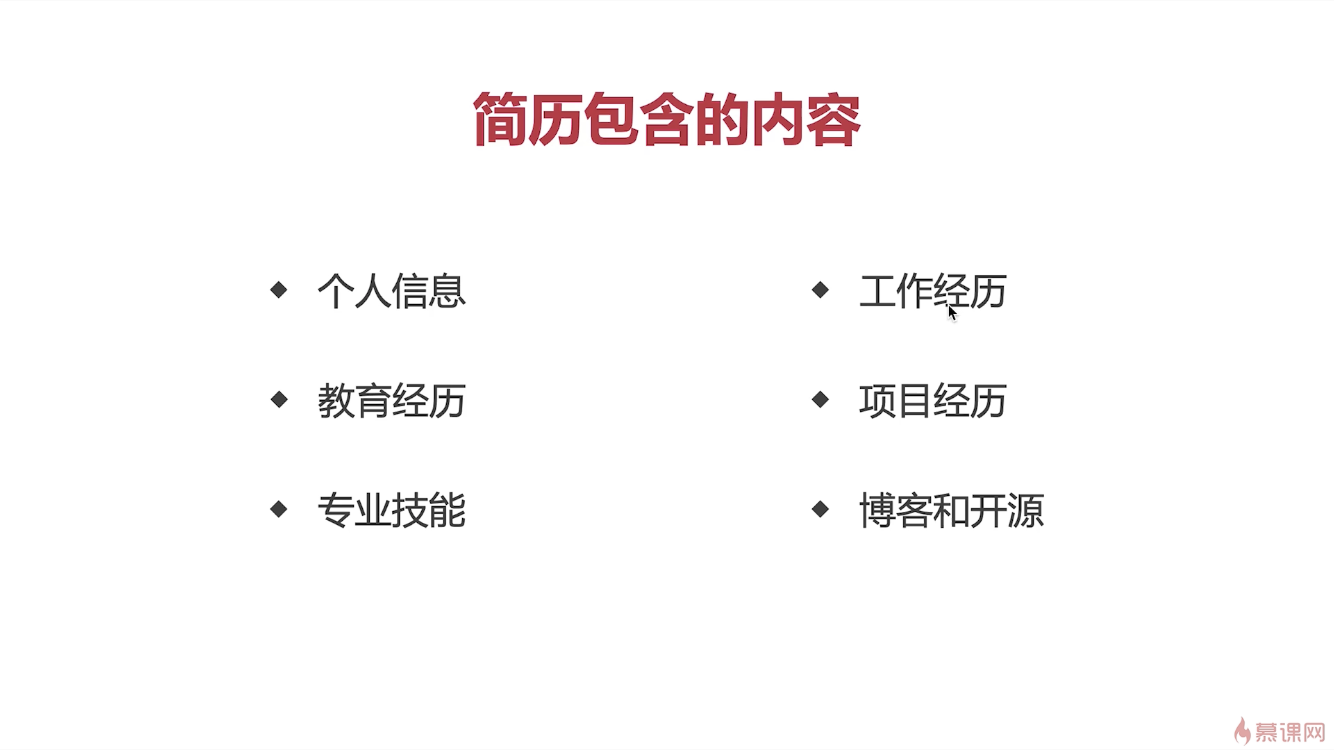 简历包含的内容
个人信息
教育经历
专业技能
工作经历
项目经历
博客和开源
慕课网